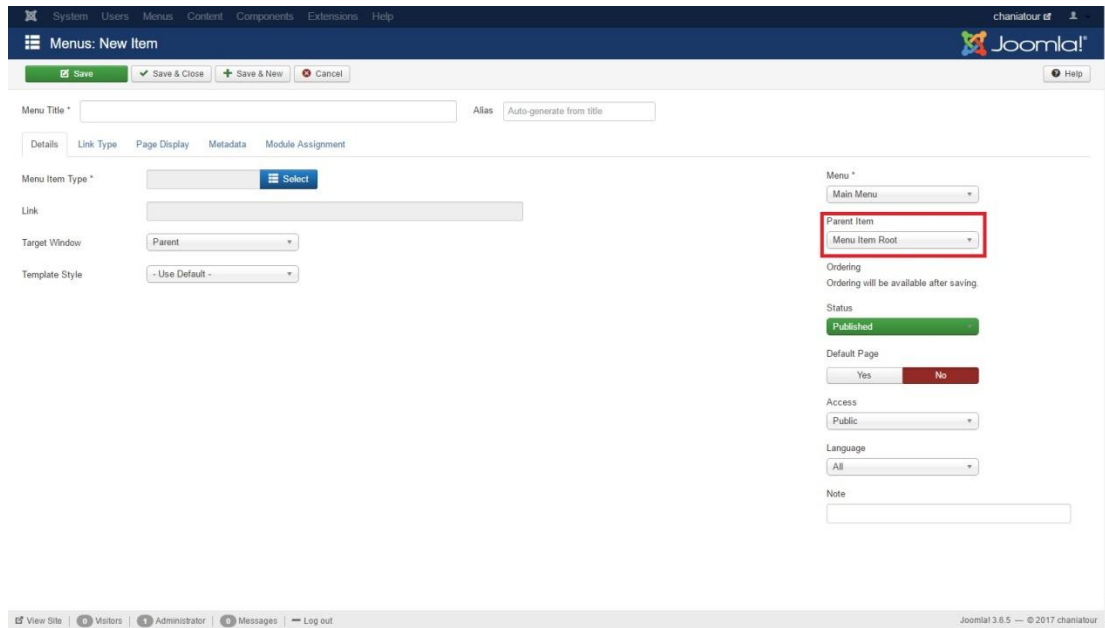 System Users Menus Content Components Extensions Help
chaniatour
Menus: New Item
Joomla!®
Save
Save & Close
Save & New
Cancel
Help
Menu Title *
Alias
Auto-generate from title
Details
Link Type
Page Display
Metadata
Module Assignment
Menu Item Type *
Select
Link
Target Window
Parent
Template Style
- Use Default -
Menu *
Main Menu
Parent Item
Menu Item Root
Ordering
Ordering will be available after saving.
Status
Published
Default Page
Yes
No
Access
Public
Language
All
Note
View Site
0 Visitors
1 Administrator
0 Messages
Log out
Joomla! 3.6.5 — © 2017 chaniatour